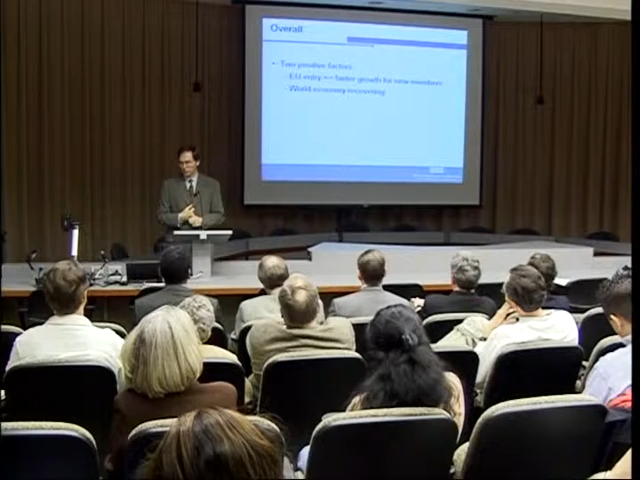 Overall
• Two positive factors:
- EU entry => faster growth for new members
- World economy recovering